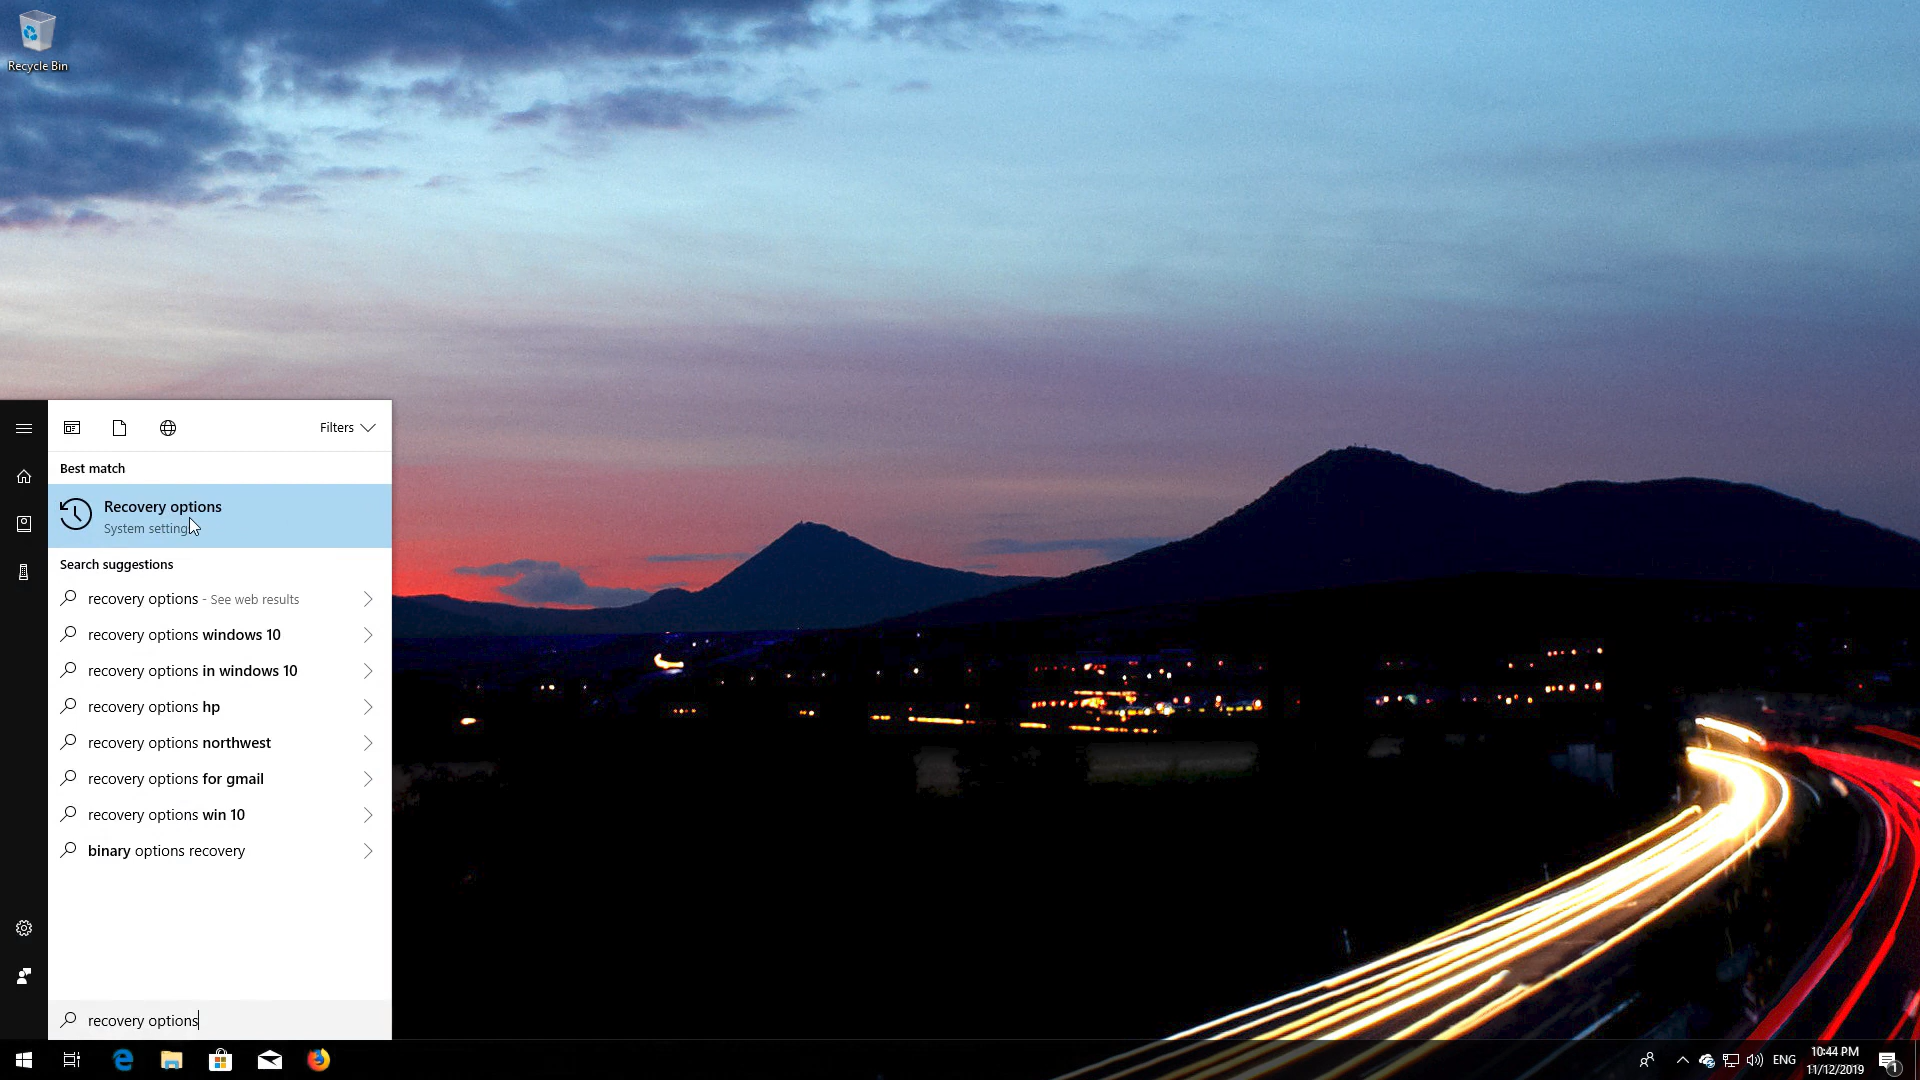 Recycle Bin
Filters
Best match
Recovery options
System setting
Search suggestions
recovery options - See web results
recovery options windows 10
recovery options in windows 10
recovery options hp
recovery options northwest
recovery options for gmail
recovery options win 10
binary options recovery
recovery options
ENG
10:44 PM
11/12/2019
1